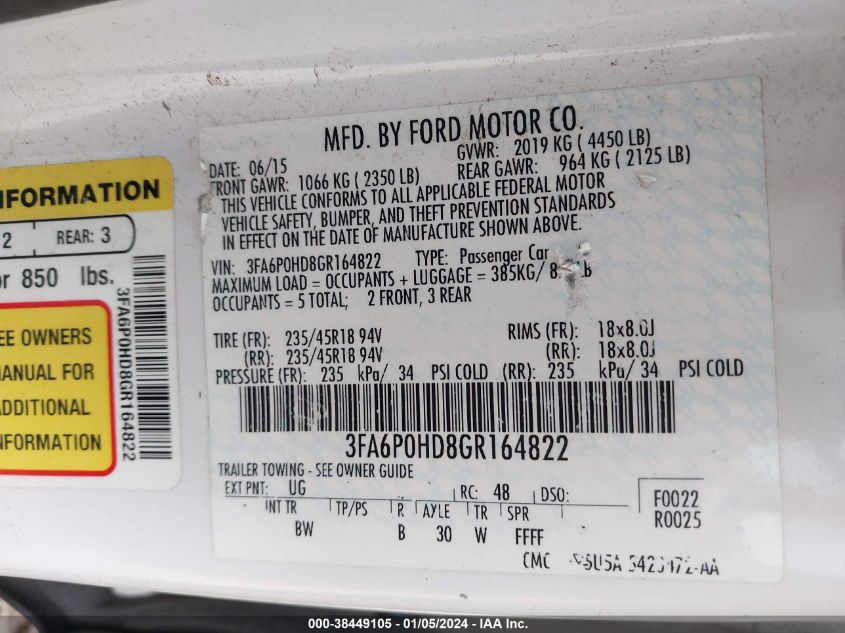 NFORMATION
2 REAR: 3
or 850 lbs.
EE OWNERS
MANUAL FOR
ADDITIONAL
NFORMATION
3FA6P0HD8GR164822
MFD. BY FORD MOTOR CO.
DATE: 06/15 GVWR: 2019 KG ( 4450 LB)
FRONT GAWR: 1066 KG ( 2350 LB) REAR GAWR: 964 KG ( 2125 LB)
THIS VEHICLE CONFORMS TO ALL APPLICABLE FEDERAL MOTOR
VEHICLE SAFETY, BUMPER, AND THEFT PREVENTION STANDARDS
IN EFFECT ON THE DATE OF MANUFACTURE SHOWN ABOVE.
VIN: 3FA6P0HD8GR164822 TYPE: Passenger Car
MAXIMUM LOAD = OCCUPANTS + LUGGAGE = 385KG/
OCCUPANTS = 5 TOTAL; 2 FRONT, 3 REAR
TIRE (FR): 235/45R18 94V RIMS (FR): 18x8.0J
(RR): 235/45R18 94V (RR): 18x8.0J
PRESSURE (FR): 235 kPa/ 34 PSI COLD (RR): 235 kPa/ 34 PSI COLD
3FA6P0HD8GR164822
TRAILER TOWING - SEE OWNER GUIDE
EXT PNT: UG RC: 48 DSO: F0022
INT TR TP/PS R AXLE TR SPR R0025
BW B 30 W FFFF
CMC
000-38449105 - 01/05/2024 - IAA Inc.